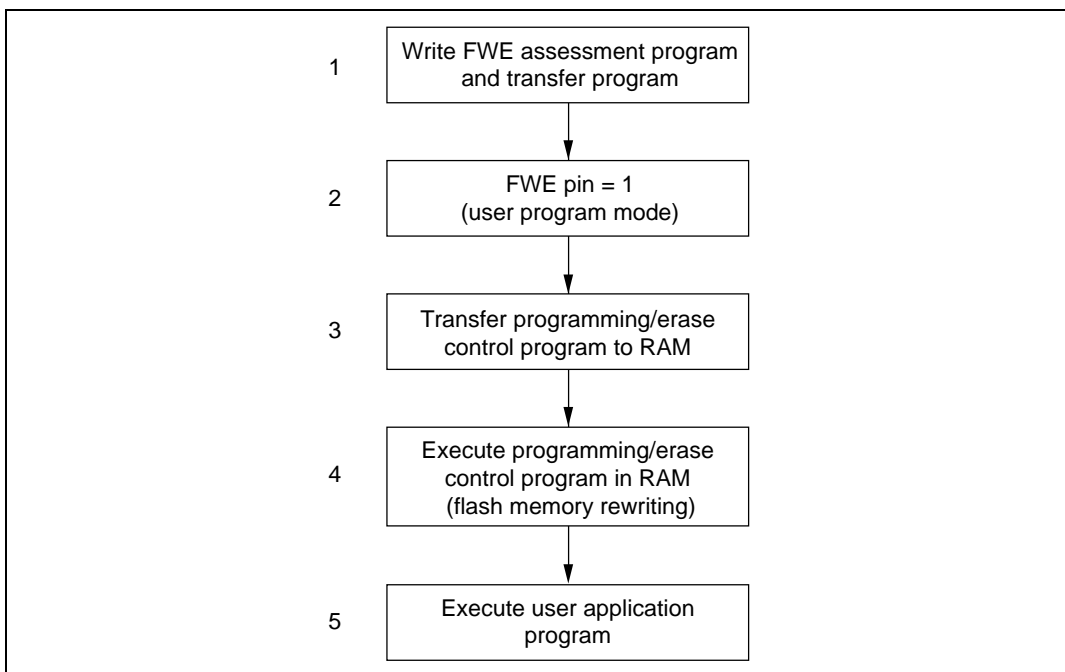 1
Write FWE assessment program
and transfer program
2
FWE pin = 1
(user program mode)
3
Transfer programming/erase
control program to RAM
4
Execute programming/erase
control program in RAM
(flash memory rewriting)
5
Execute user application
program